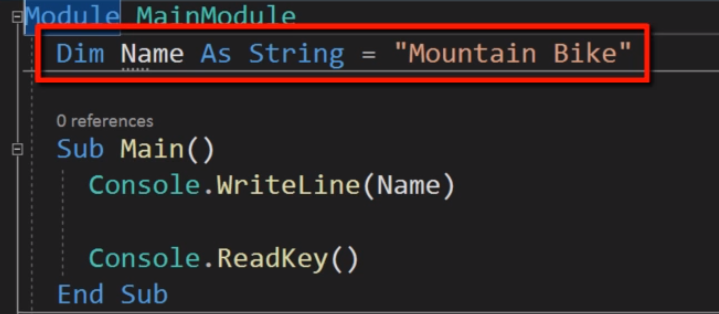 Module MainModule
Dim Name As String = "Mountain Bike"
0 references
Sub Main()
Console.WriteLine(Name)
Console.ReadKey()
End Sub